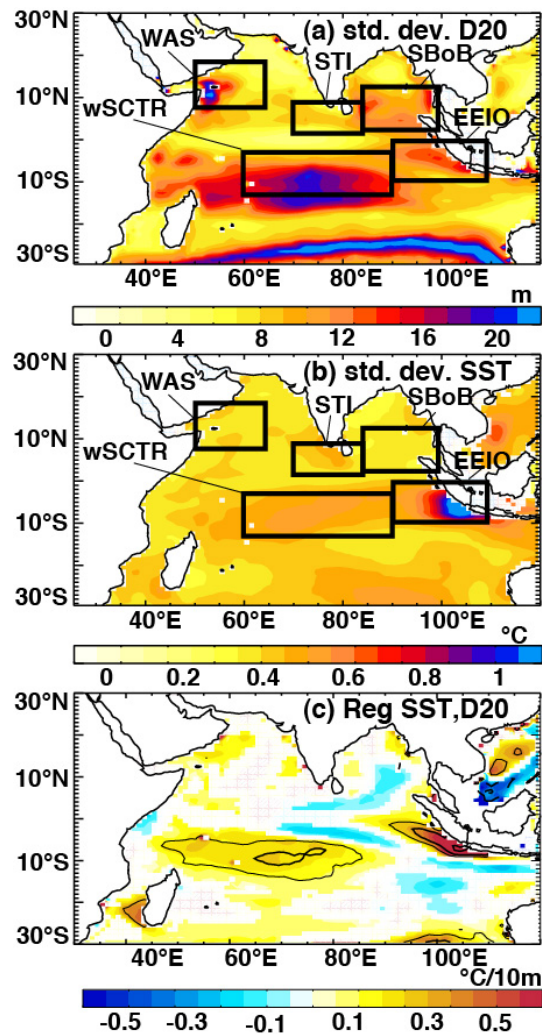 30°N
(a) std. dev. D20
WAS
STI
SBoB
10°N
wSCTR
EEIO
10°S
30°S
40°E 60°E 80°E 100°E
m
0 4 8 12 16 20
30°N
(b) std. dev. SST
WAS
STI
SBoB
10°N
wSCTR
EEIO
10°S
30°S
40°E 60°E 80°E 100°E
°C
0 0.2 0.4 0.6 0.8 1
30°N
(c) Reg SST,D20
10°N
10°S
30°S
40°E 60°E 80°E 100°E
°C/10m
-0.5 -0.3 -0.1 0.1 0.3 0.5